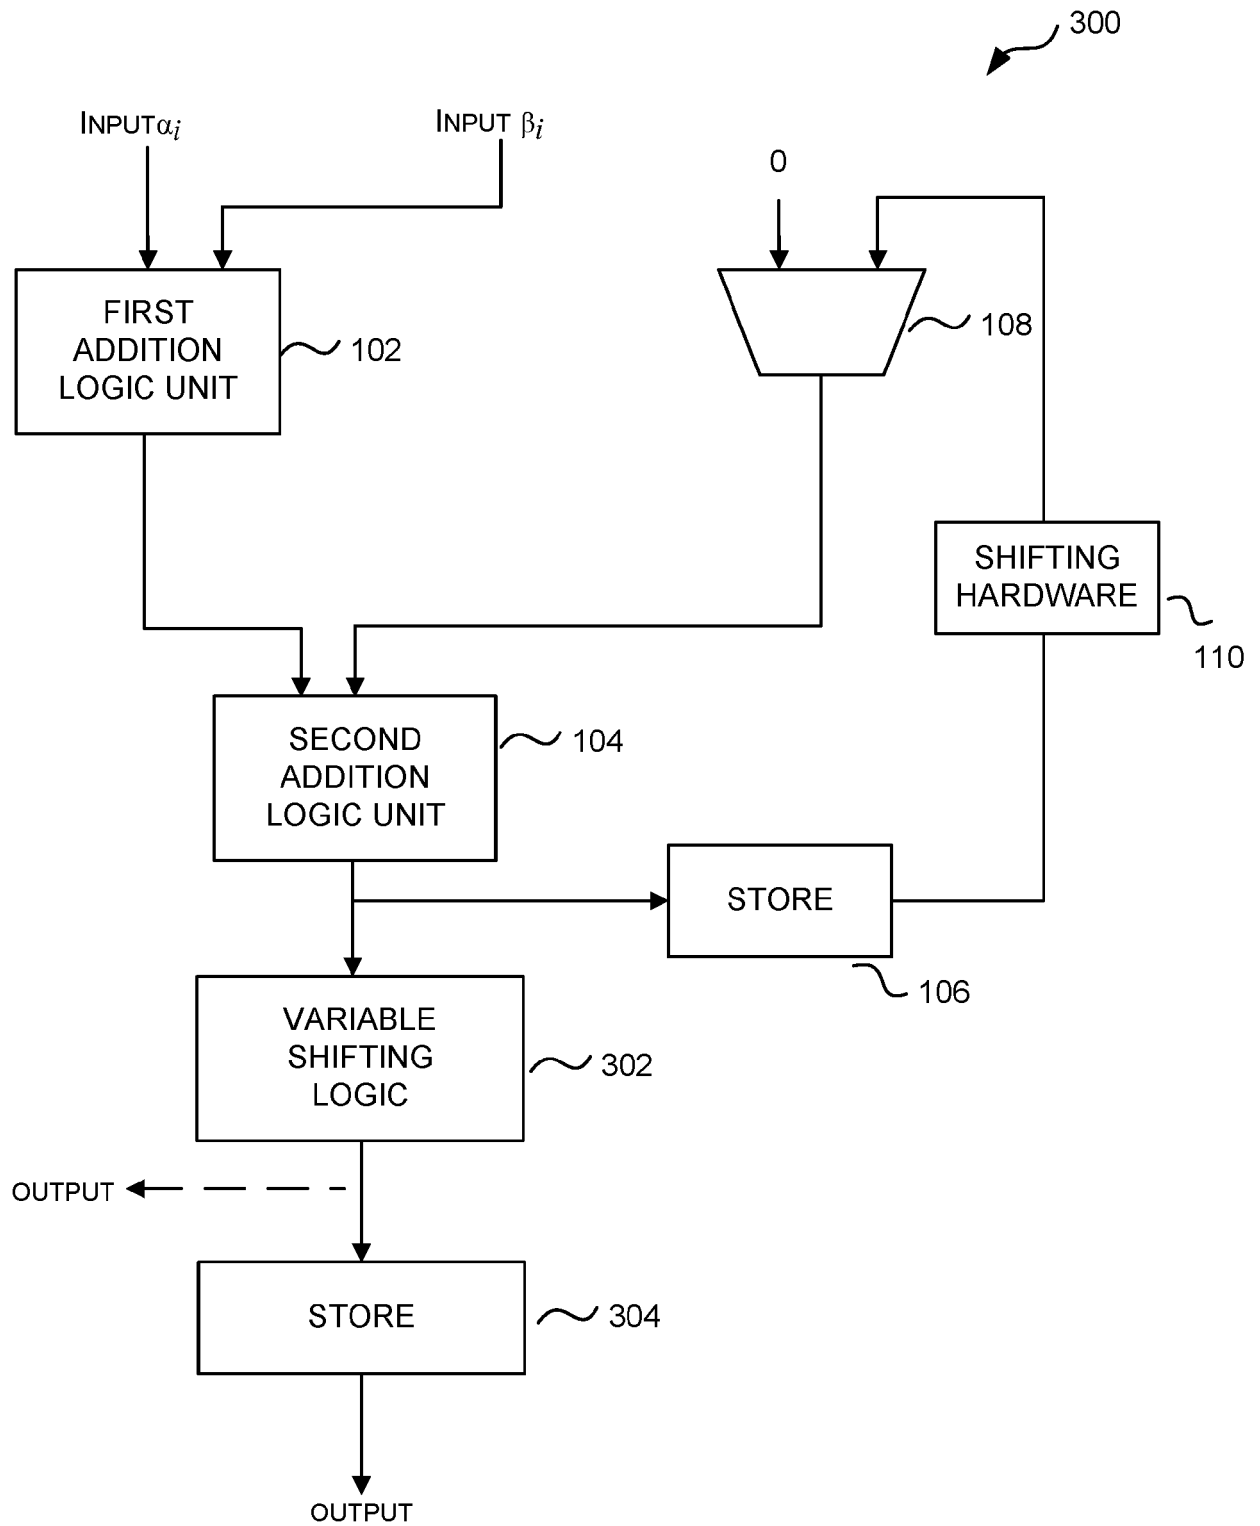 300
INPUTαi
INPUT βi
0
FIRST
ADDITION
LOGIC UNIT
102
108
SHIFTING
HARDWARE
110
SECOND
ADDITION
LOGIC UNIT
104
STORE
106
VARIABLE
SHIFTING
LOGIC
302
OUTPUT
STORE
304
OUTPUT